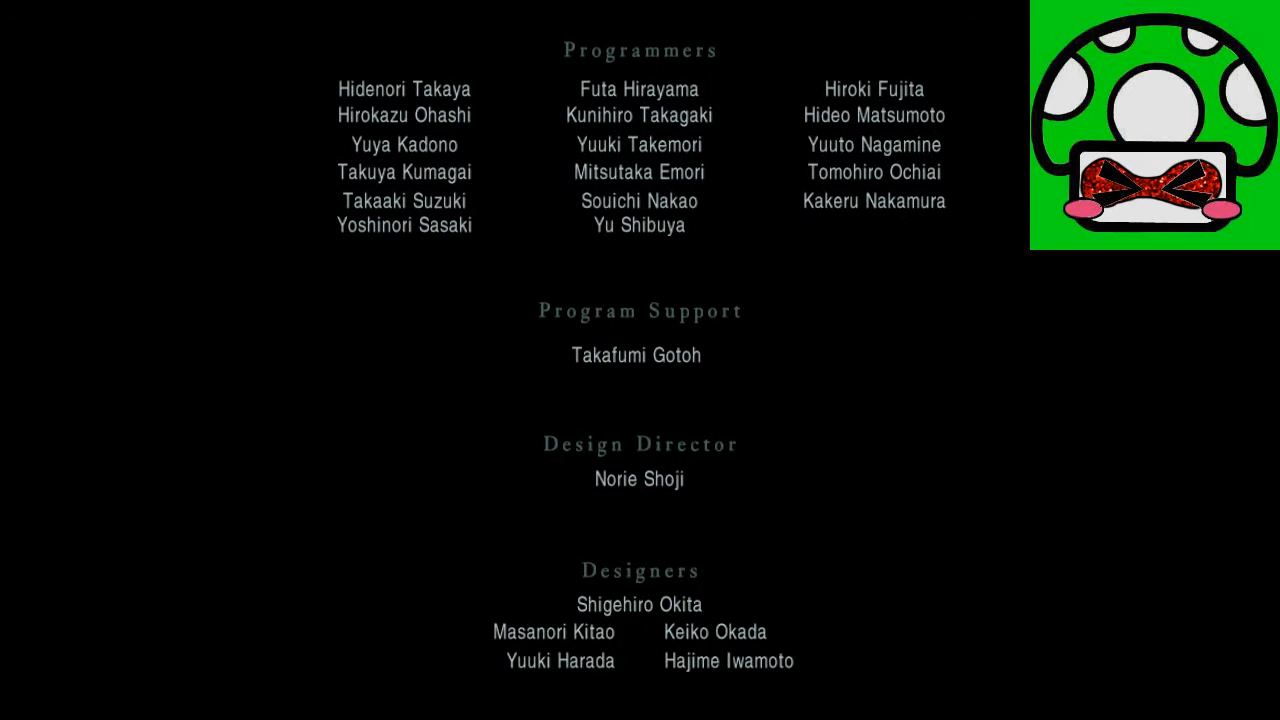 Programmers
Hidenori Takaya Futa Hirayama Hiroki Fujita
Hirokazu Ohashi Kunihiro Takagaki Hideo Matsumoto
Yuya Kadono Yuuki Takemori Yuuto Nagamine
Takuya Kumagai Mitsutaka Emori Tomohiro Ochiai
Takaaki Suzuki Souichi Nakao Kakeru Nakamura
Yoshinori Sasaki Yu Shibuya
Program Support
Takafumi Gotoh
Design Director
Norie Shoji
Designers
Shigehiro Okita
Masanori Kitao Keiko Okada
Yuuki Harada Hajime Iwamoto